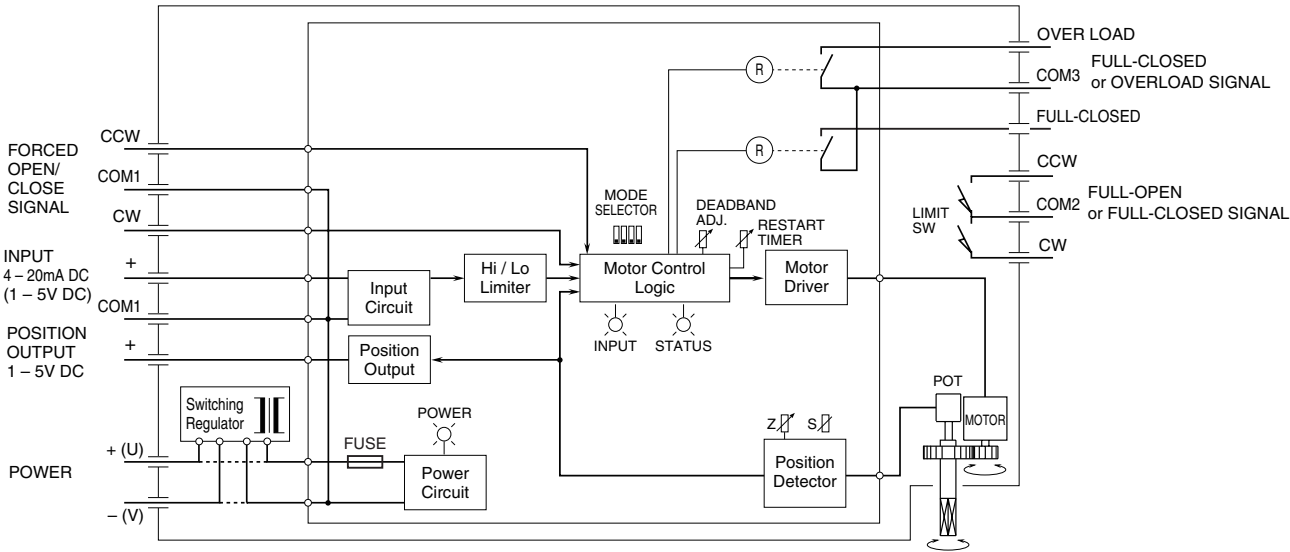 OVER LOAD
R
COM3
FULL-CLOSED
or OVERLOAD SIGNAL
FULL-CLOSED
R
FORCED
OPEN/
CLOSE
SIGNAL
CCW
COM1
CW
CCW
COM2
CW
LIMIT
SW
FULL-OPEN
or FULL-CLOSED SIGNAL
MODE
SELECTOR
DEADBAND
ADJ.
RESTART
TIMER
INPUT
4 – 20mA DC
(1 – 5V DC)
+
COM1
Input
Circuit
Hi / Lo
Limiter
Motor Control
Logic
Motor
Driver
INPUT
STATUS
POSITION
OUTPUT
1 – 5V DC
+
Position
Output
Switching
Regulator
POWER
FUSE
Power
Circuit
POWER
+ (U)
– (V)
Z
S
Position
Detector
POT
MOTOR